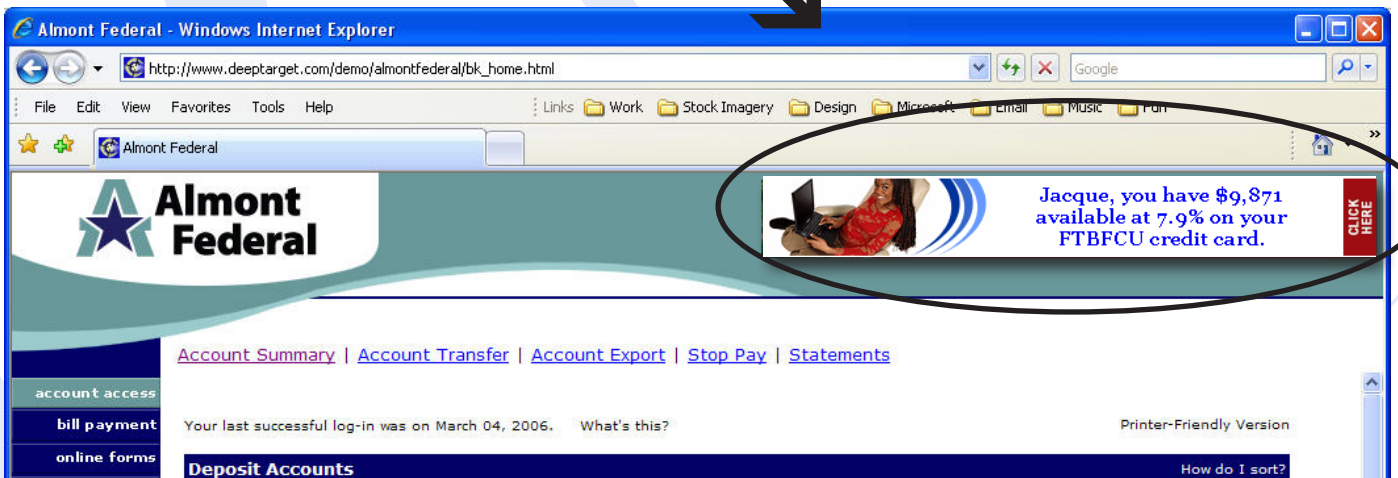 Almont Federal - Windows Internet Explorer
http://www.deeptarget.com/demo/almontfederal/bk_home.html
Google
File Edit View Favorites Tools Help
Links Work Stock Imagery Design Microsoft Email Music Fun
Almont Federal
Almont
Federal
Jacque, you have $9,871
available at 7.9% on your
FTBFCU credit card.
CLICK
HERE
Account Summary | Account Transfer | Account Export | Stop Pay | Statements
account access
bill payment
Your last successful log-in was on March 04, 2006. What's this? Printer-Friendly Version
online forms
Deposit Accounts How do I sort?